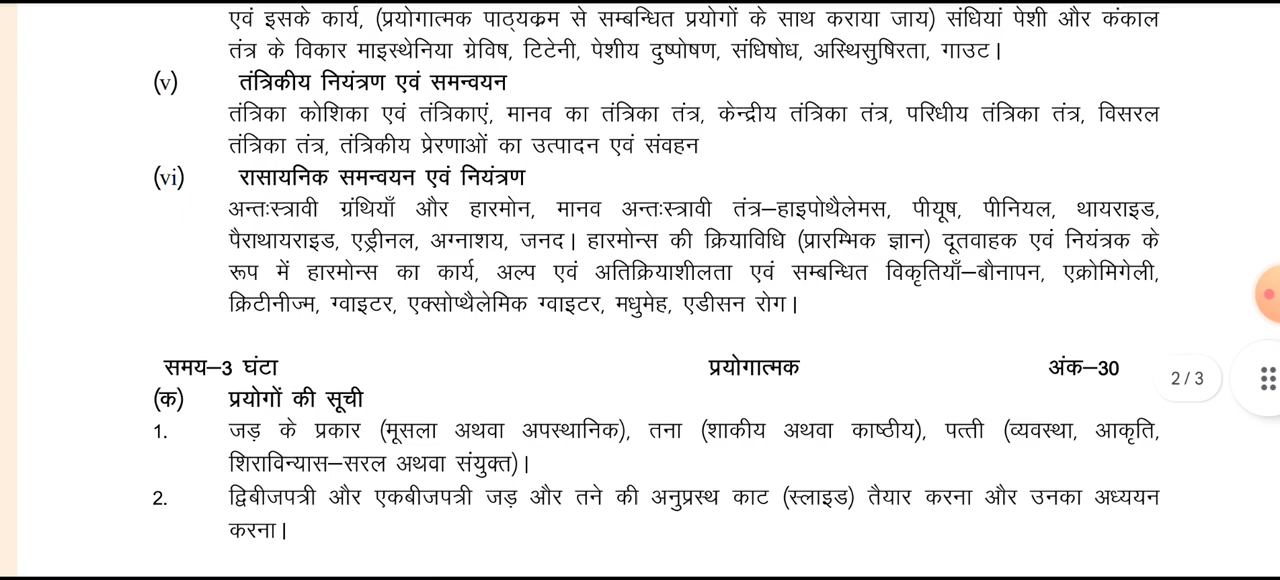 एवं इसके कार्य, (प्रयोगात्मक पाठ्यक्रम से सम्बन्धित प्रयोगों के साथ कराया जाय) संधियां पेशी और कंकाल
तंत्र के विकार माइस्थेनिया ग्रेविष, टिटेनी, पेशीय दुष्पोषण, संधिषोध, अस्थिसुषिरता, गाउट।
(v) तंत्रिकीय नियंत्रण एवं समन्वयन
तंत्रिका कोशिका एवं तंत्रिकाएं, मानव का तंत्रिका तंत्र, केन्द्रीय तंत्रिका तंत्र, परिधीय तंत्रिका तंत्र, विसरल
तंत्रिका तंत्र, तंत्रिकीय प्रेरणाओं का उत्पादन एवं संवहन
(vi) रासायनिक समन्वयन एवं नियंत्रण
अन्तःस्त्रावी ग्रंथियाँ और हारमोन, मानव अन्तःस्त्रावी तंत्र–हाइपोथैलेमस, पीयूष, पीनियल, थायराइड,
पैराथायराइड, एड्रीनल, अग्नाशय, जनद। हारमोन्स की क्रियाविधि (प्रारम्भिक ज्ञान) दूतवाहक एवं नियंत्रक के
रूप में हारमोन्स का कार्य, अल्प एवं अतिक्रियाशीलता एवं सम्बन्धित विकृतियाँ–बौनापन, एक्रोमिगेली,
क्रिटीनीज्म, ग्वाइटर, एक्सोप्थैलेमिक ग्वाइटर, मधुमेह, एडीसन रोग।
समय–3 घंटा प्रयोगात्मक अंक–30
2 / 3
(क) प्रयोगों की सूची
1. जड़ के प्रकार (मूसला अथवा अपस्थानिक), तना (शाकीय अथवा काष्ठीय), पत्ती (व्यवस्था, आकृति,
शिराविन्यास–सरल अथवा संयुक्त)।
2. द्विबीजपत्री और एकबीजपत्री जड़ और तने की अनुप्रस्थ काट (स्लाइड) तैयार करना और उनका अध्ययन
करना।